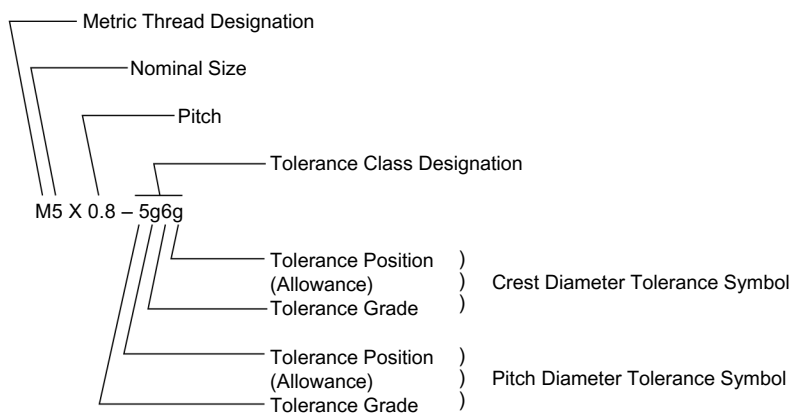 Metric Thread Designation
Nominal Size
Pitch
Tolerance Class Designation
M5 X 0.8 – 5g6g
Tolerance Position )
(Allowance) ) Crest Diameter Tolerance Symbol
Tolerance Grade )
Tolerance Position )
(Allowance) ) Pitch Diameter Tolerance Symbol
Tolerance Grade )